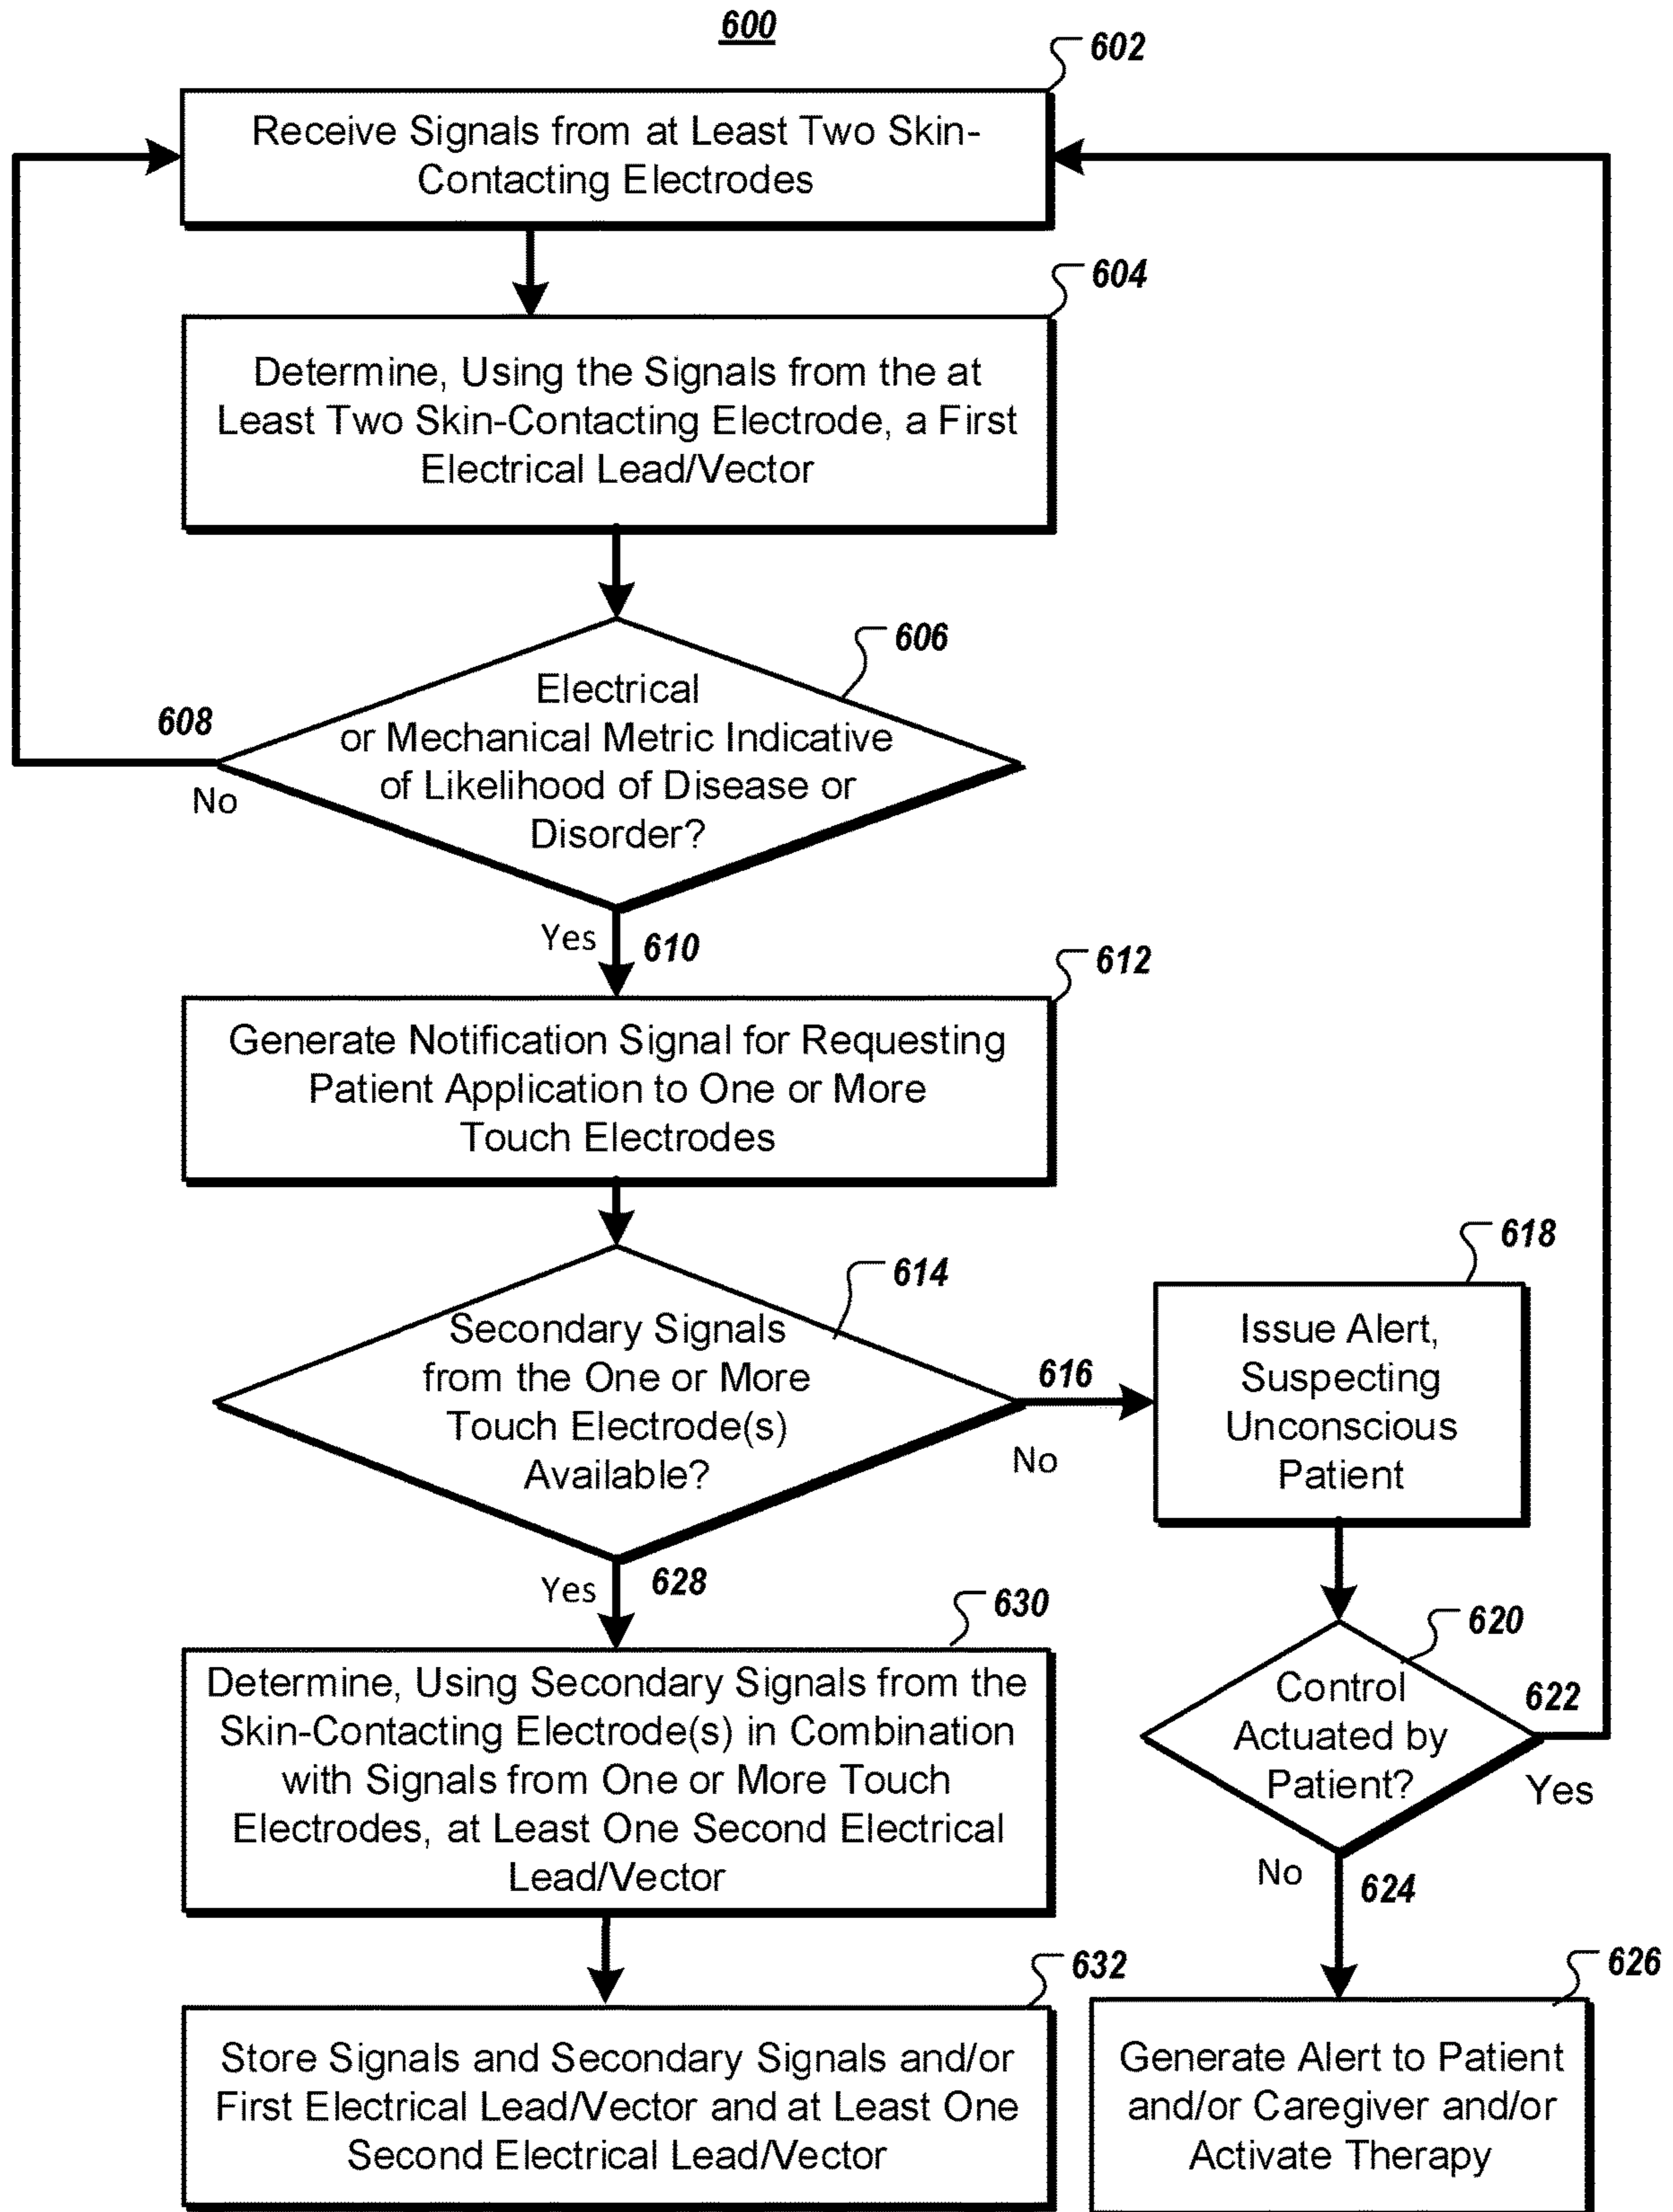 600
602
Receive Signals from at Least Two Skin-
Contacting Electrodes
604
Determine, Using the Signals from the at
Least Two Skin-Contacting Electrode, a First
Electrical Lead/Vector
606
Electrical
or Mechanical Metric Indicative
of Likelihood of Disease or
Disorder?
608
No
Yes
610
612
Generate Notification Signal for Requesting
Patient Application to One or More
Touch Electrodes
614
Secondary Signals
from the One or More
Touch Electrode(s)
Available?
616
No
618
Issue Alert,
Suspecting
Unconscious
Patient
620
Control
Actuated by
Patient?
622
Yes
No
624
626
Generate Alert to Patient
and/or Caregiver and/or
Activate Therapy
Yes
628
630
Determine, Using Secondary Signals from the
Skin-Contacting Electrode(s) in Combination
with Signals from One or More Touch
Electrodes, at Least One Second Electrical
Lead/Vector
632
Store Signals and Secondary Signals and/or
First Electrical Lead/Vector and at Least One
Second Electrical Lead/Vector